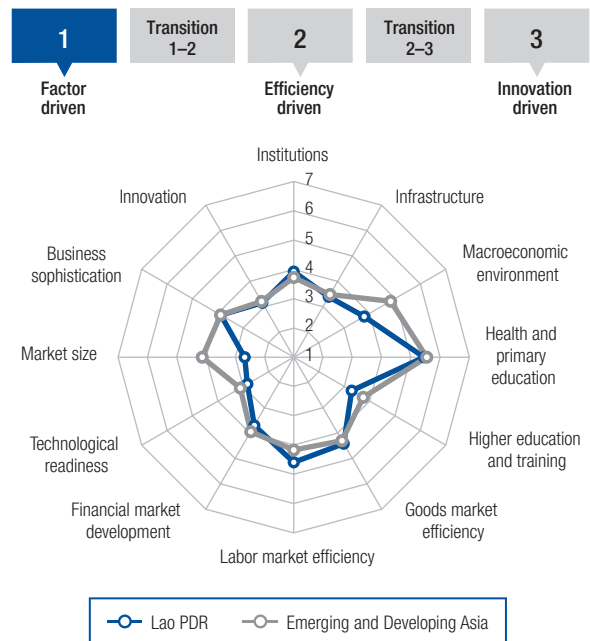 1
Transition
1–2
2
Transition
2–3
3
Factor
driven
Efficiency
driven
Innovation
driven
Institutions
7
6
5
4
3
2
1
Innovation
Infrastructure
Business
sophistication
Macroeconomic
environment
Market size
Health and
primary
education
Technological
readiness
Higher education
and training
Financial market
development
Goods market
efficiency
Labor market efficiency
Lao PDR
Emerging and Developing Asia